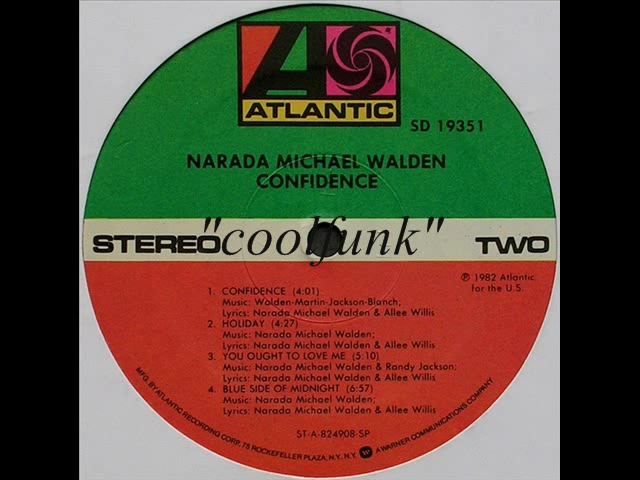 ATLANTIC
SD 19351
NARADA MICHAEL WALDEN
CONFIDENCE
STEREO
"coolfunk"
TWO
℗ 1982 Atlantic
for the U.S.
1. CONFIDENCE (4:01)
Music: Walden-Martin-Jackson-Blanch;
Lyrics: Narada Michael Walden & Allee Willis
2. HOLIDAY (4:27)
Music: Narada Michael Walden;
Lyrics: Narada Michael Walden & Allee Willis
3. YOU OUGHT TO LOVE ME (5:10)
Music: Narada Michael Walden & Randy Jackson;
Lyrics: Narada Michael Walden & Allee Willis
4. BLUE SIDE OF MIDNIGHT (6:57)
Music: Narada Michael Walden;
Lyrics: Narada Michael Walden & Allee Willis
ST-A-824908-SP
MFG. BY ATLANTIC RECORDING CORP., 75 ROCKEFELLER PLAZA, N.Y., N.Y. A WARNER COMMUNICATIONS COMPANY